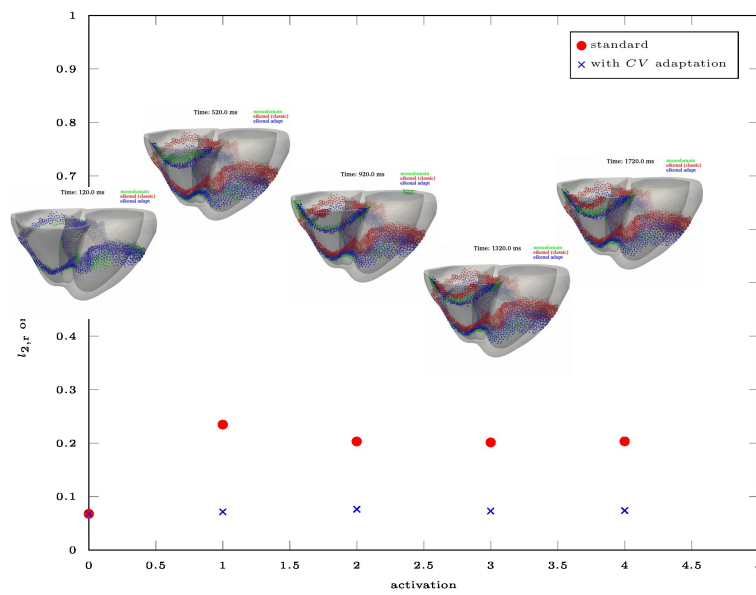 1
0.9
0.8
0.7
0.4
0.3
0.2
0.1
0
standard
with CV adaptation
Time: 520.0 ms
monodomain
eikonal (classic)
eikonal adapt
Time: 120.0 ms
monodomain
eikonal (classic)
eikonal adapt
Time: 920.0 ms
monodomain
eikonal (classic)
eikonal adapt
Time: 1720.0 ms
monodomain
eikonal (classic)
eikonal adapt
Time: 1320.0 ms
monodomain
eikonal (classic)
eikonal adapt
l2,r
0 0.5 1 1.5 2 2.5 3 3.5 4 4.5
activation